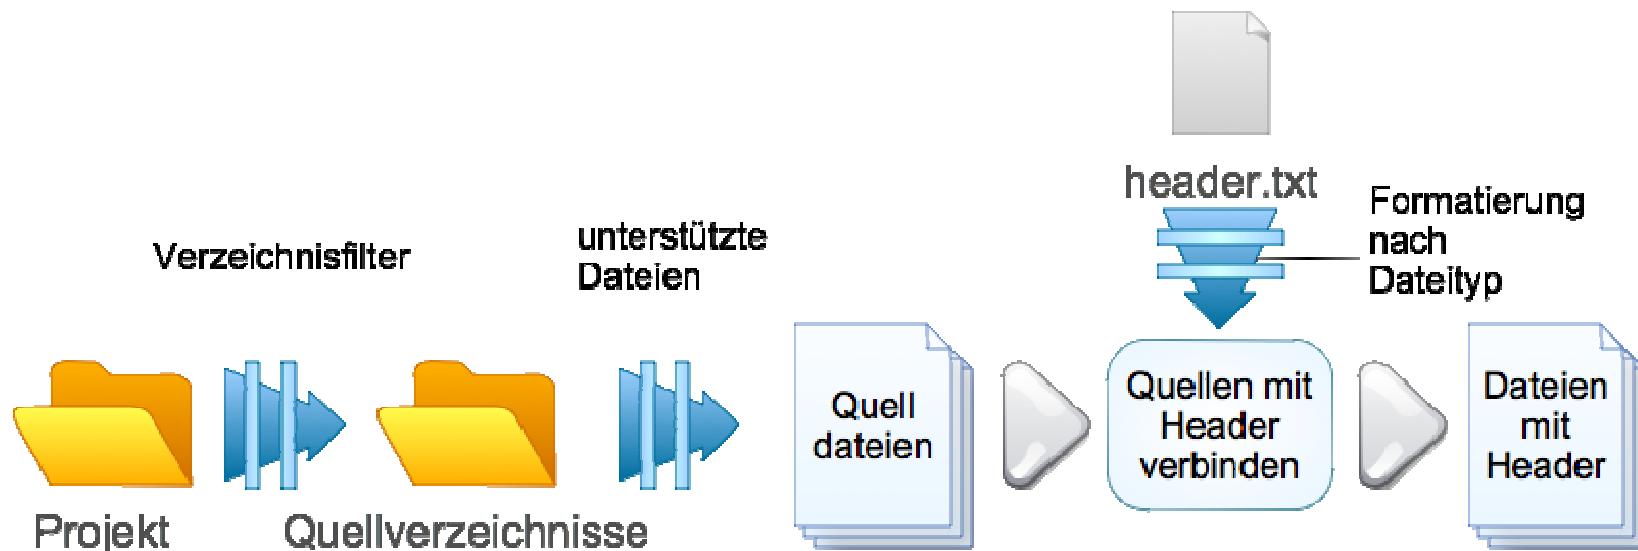 header.txt
Formatierung
nach
Dateityp
Verzeichnisfilter
unterstützte
Dateien
Quell
dateien
Quellen mit
Header
verbinden
Dateien
mit
Header
Projekt
Quellverzeichnisse